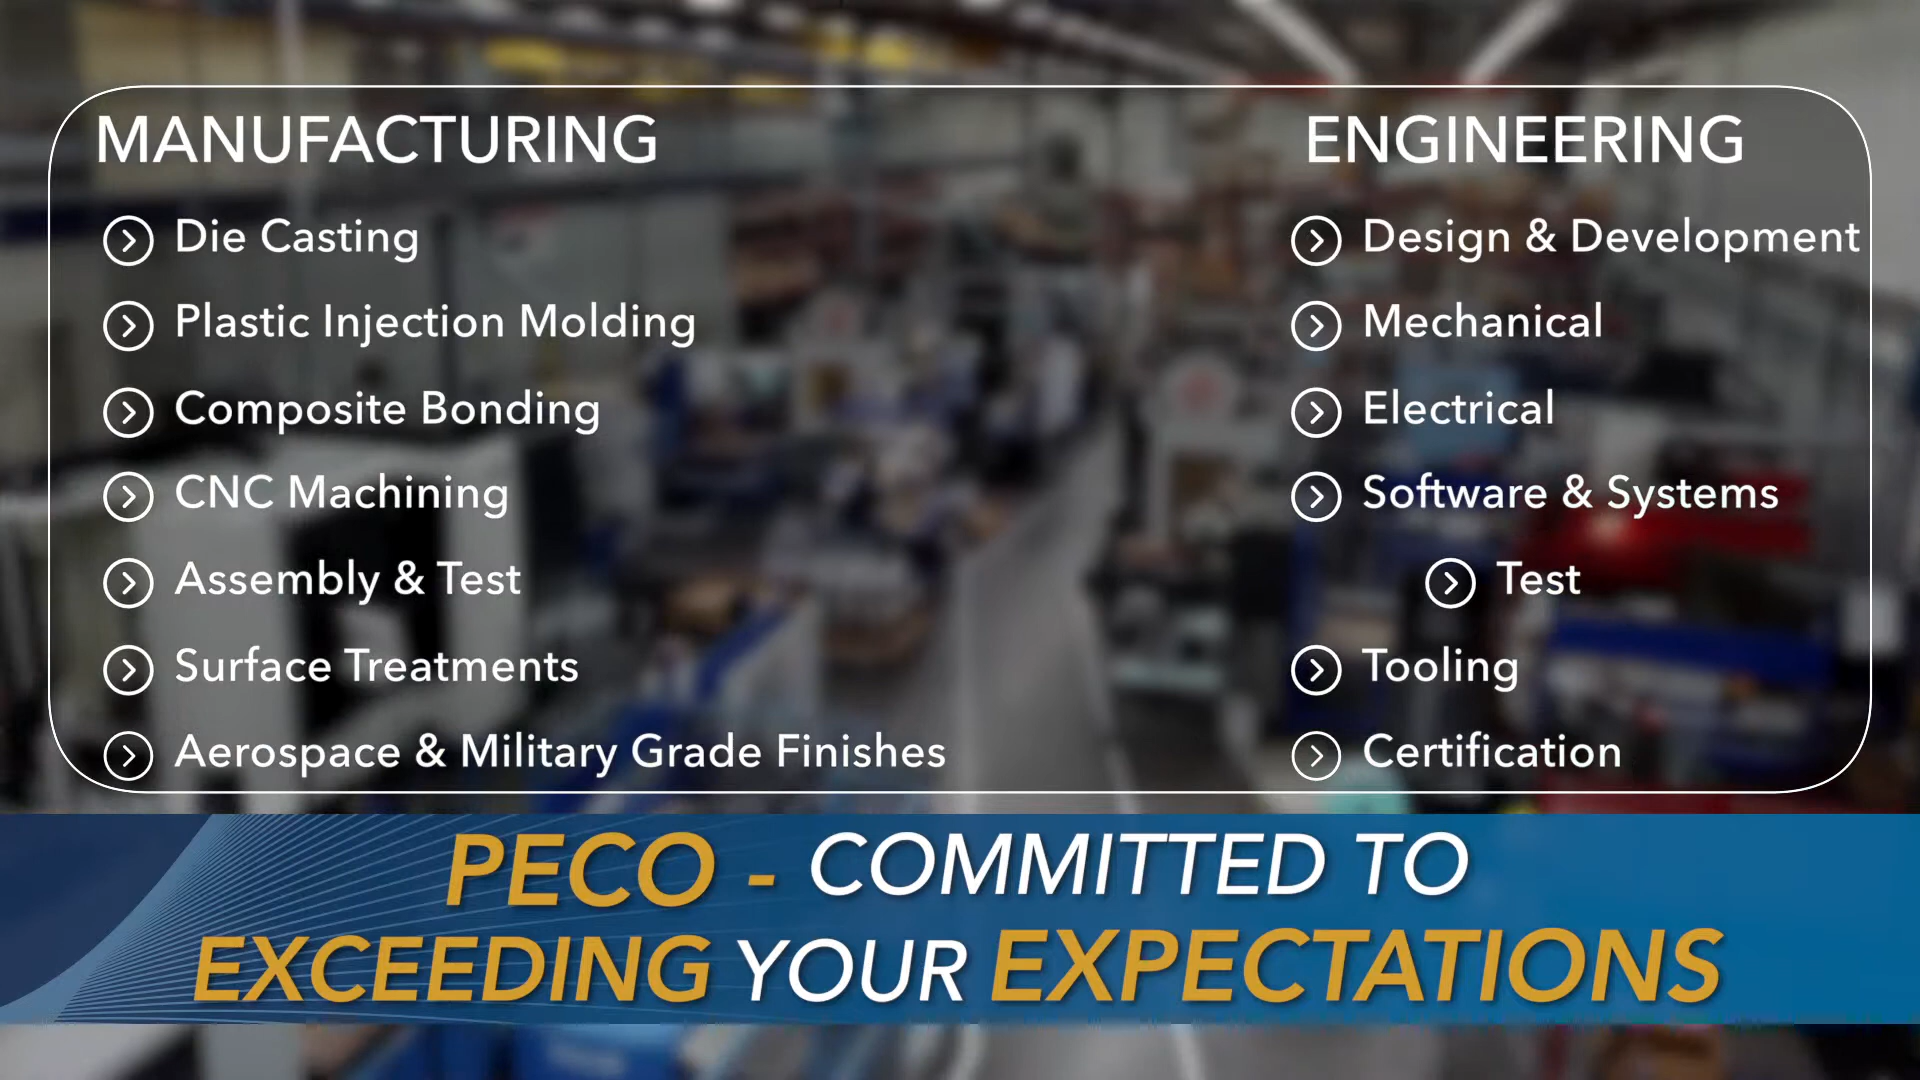 MANUFACTURING
Die Casting
Plastic Injection Molding
Composite Bonding
CNC Machining
Assembly & Test
Surface Treatments
Aerospace & Military Grade Finishes
ENGINEERING
Design & Development
Mechanical
Electrical
Software & Systems
Test
Tooling
Certification
PECO - COMMITTED TO
EXCEEDING YOUR EXPECTATIONS